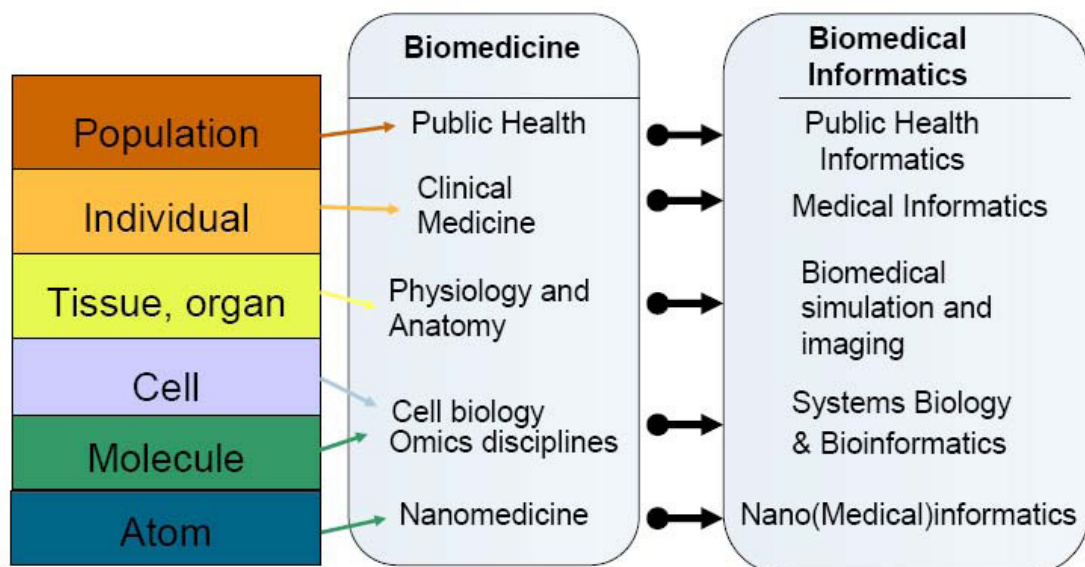 Population
Individual
Tissue, organ
Cell
Molecule
Atom
Biomedicine
Public Health
Clinical
Medicine
Physiology and
Anatomy
Cell biology
Omics disciplines
Nanomedicine
Biomedical
Informatics
Public Health
Informatics
Medical Informatics
Biomedical
simulation and
imaging
Systems Biology
& Bioinformatics
Nano(Medical)informatics